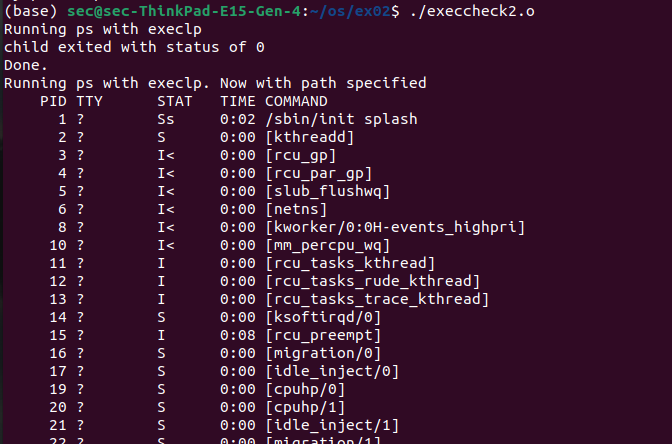 (base) sec@sec-ThinkPad-E15-Gen-4:~/os/ex02$ ./execcheck2.o
Running ps with execlp
child exited with status of 0
Done.
Running ps with execlp. Now with path specified
    PID TTY      STAT   TIME COMMAND
      1 ?        Ss     0:02 /sbin/init splash
      2 ?        S      0:00 [kthreadd]
      3 ?        I<     0:00 [rcu_gp]
      4 ?        I<     0:00 [rcu_par_gp]
      5 ?        I<     0:00 [slub_flushwq]
      6 ?        I<     0:00 [netns]
      8 ?        I<     0:00 [kworker/0:0H-events_highpri]
     10 ?        I<     0:00 [mm_percpu_wq]
     11 ?        I      0:00 [rcu_tasks_kthread]
     12 ?        I      0:00 [rcu_tasks_rude_kthread]
     13 ?        I      0:00 [rcu_tasks_trace_kthread]
     14 ?        S      0:00 [ksoftirqd/0]
     15 ?        I      0:08 [rcu_preempt]
     16 ?        S      0:00 [migration/0]
     17 ?        S      0:00 [idle_inject/0]
     19 ?        S      0:00 [cpuhp/0]
     20 ?        S      0:00 [cpuhp/1]
     21 ?        S      0:00 [idle_inject/1]
     22 ?        S      0:00 [migration/1]